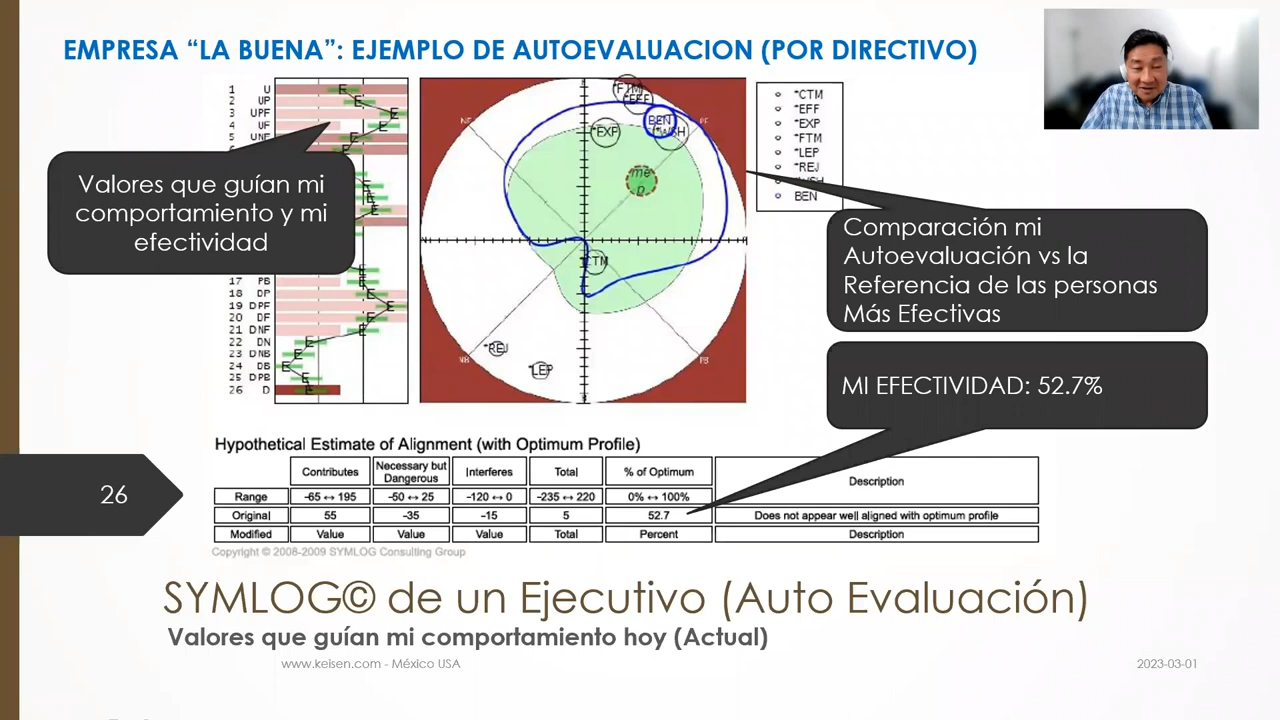 EMPRESA “LA BUENA”: EJEMPLO DE AUTOEVALUACION (POR DIRECTIVO)
1 U
2 UP
3 UPF
4 UF
5 UNF
Valores que guían mi
comportamiento y mi
efectividad
17 PB
18 DP
19 DPF
20 DF
21 DNF
22 DN
23 DNB
24 DB
25 DPB
26 D
*FTM
*EFF
BEN
*EXP
*WSH
PF
CTM
*REJ
*LEP
NB
PB
*CTM
*EFF
*EXP
*FTM
*LEP
*REJ
BEN
Comparación mi
Autoevaluación vs la
Referencia de las personas
Más Efectivas
MI EFECTIVIDAD: 52.7%
Hypothetical Estimate of Alignment (with Optimum Profile)
Contributes Necessary but Dangerous Interferes Total % of Optimum Description
Range -65 ↔ 195 -50 ↔ 25 -120 ↔ 0 -235 ↔ 220 0% ↔ 100%
Original 55 -35 -15 5 52.7 Does not appear well aligned with optimum profile
Modified Value Value Value Total Percent Description
Copyright © 2008-2009 SYMLOG Consulting Group
26
SYMLOG© de un Ejecutivo (Auto Evaluación)
Valores que guían mi comportamiento hoy (Actual)
www.keisen.com - México USA
2023-03-01